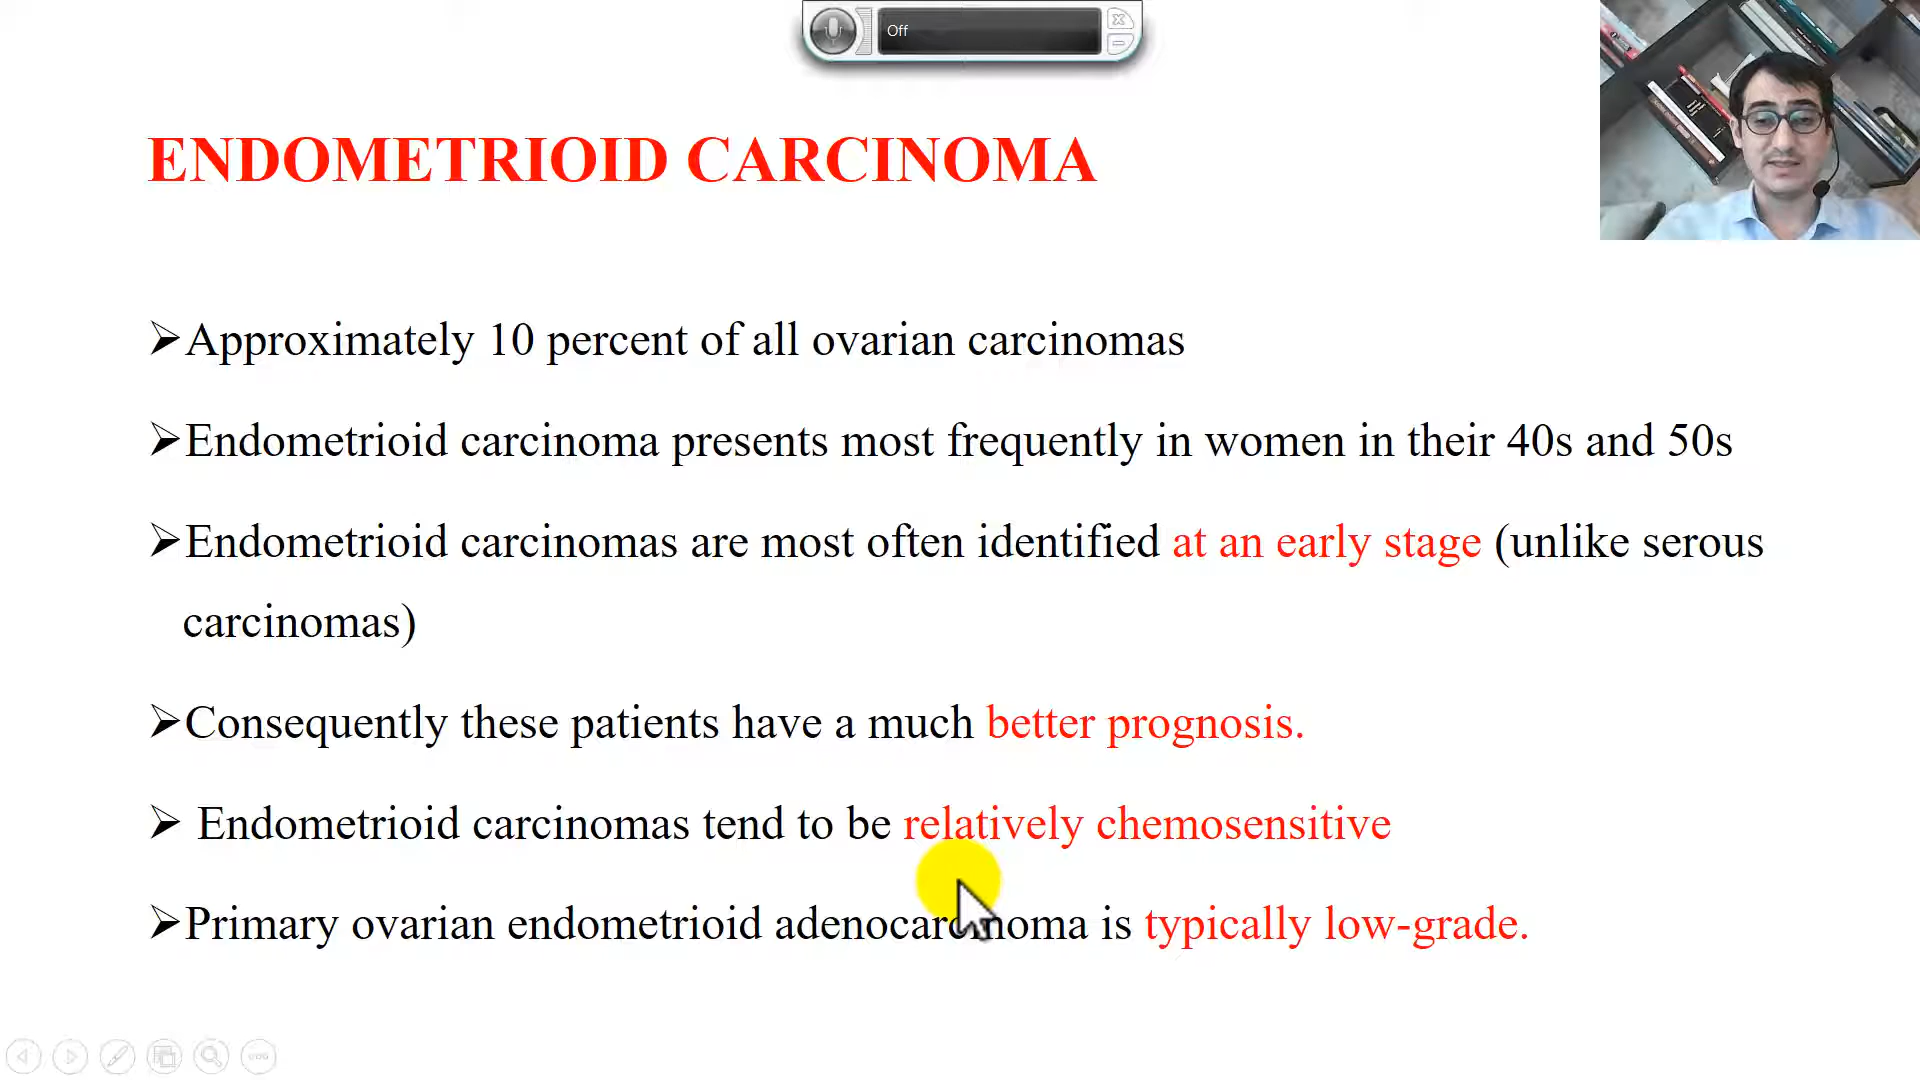 Off
ENDOMETRIOID CARCINOMA
➢Approximately 10 percent of all ovarian carcinomas
➢Endometrioid carcinoma presents most frequently in women in their 40s and 50s
➢Endometrioid carcinomas are most often identified at an early stage (unlike serous
carcinomas)
➢Consequently these patients have a much better prognosis.
➢ Endometrioid carcinomas tend to be relatively chemosensitive
➢Primary ovarian endometrioid adenocarcinoma is typically low-grade.